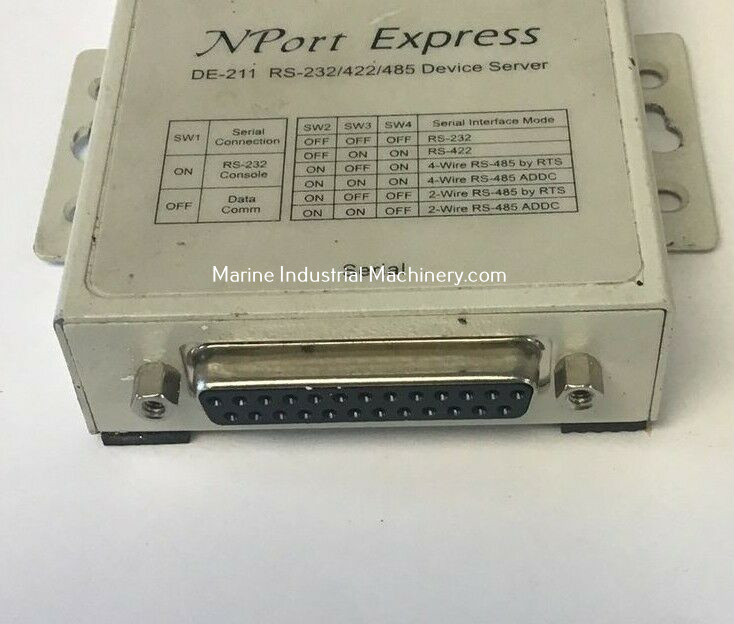 NPort Express
DE-211 RS-232/422/485 Device Server
SW1 Serial Connection
ON RS-232 Console
OFF Data Comm
SW2 SW3 SW4 Serial Interface Mode
OFF OFF OFF RS-232
OFF ON ON RS-422
ON OFF OFF 4-Wire RS-485 by RTS
ON OFF ON 4-Wire RS-485 ADDC
ON ON OFF 2-Wire RS-485 by RTS
ON ON OFF 2-Wire RS-485 ADDC
Serial
Marine Industrial Machinery.com